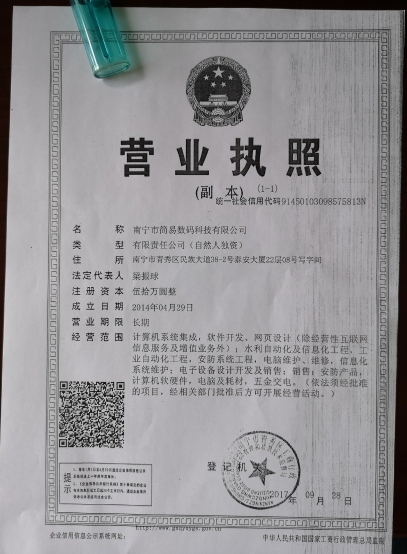 营业执照
(副 本) (1-1)
统一社会信用代码91450103098575813N
名 称 南宁市简易数码科技有限公司
类 型 有限责任公司（自然人独资）
住 所 南宁市青秀区民族大道38-2号泰安大厦22层08号写字间
法定代表人 梁振球
注册资本 伍拾万圆整
成立日期 2014年04月29日
营业期限 长期
经营范围 计算机系统集成，软件开发、网页设计（除经营性互联网
信息服务及增值业务外）；水利自动化及信息化工程、工
业自动化工程，安防系统工程，电脑维护、维修，信息化
系统维护；电子设备设计开发及销售；销售：安防产品，
计算机软硬件，电脑及耗材，五金交电。（依法须经批准
的项目，经相关部门批准后方可开展经营活动。）
提示
登记机关
2017年 09月 28日
企业信用信息公示系统网址：
中华人民共和国国家工商行政管理总局监制